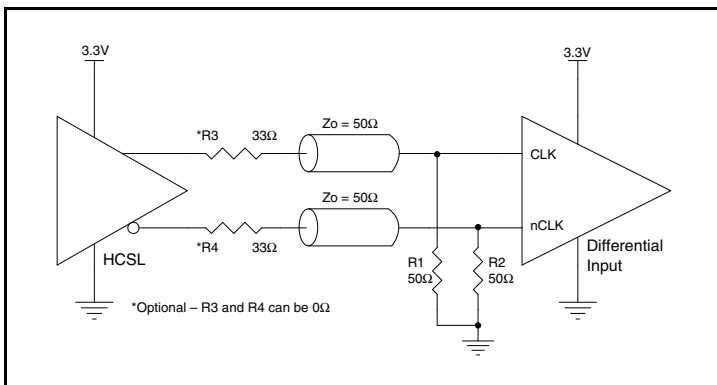 3.3V
3.3V
*R3 33Ω
Zo = 50Ω
CLK
Zo = 50Ω
nCLK
*R4 33Ω
HCSL
R1
50Ω
R2
50Ω
Differential
Input
*Optional – R3 and R4 can be 0Ω